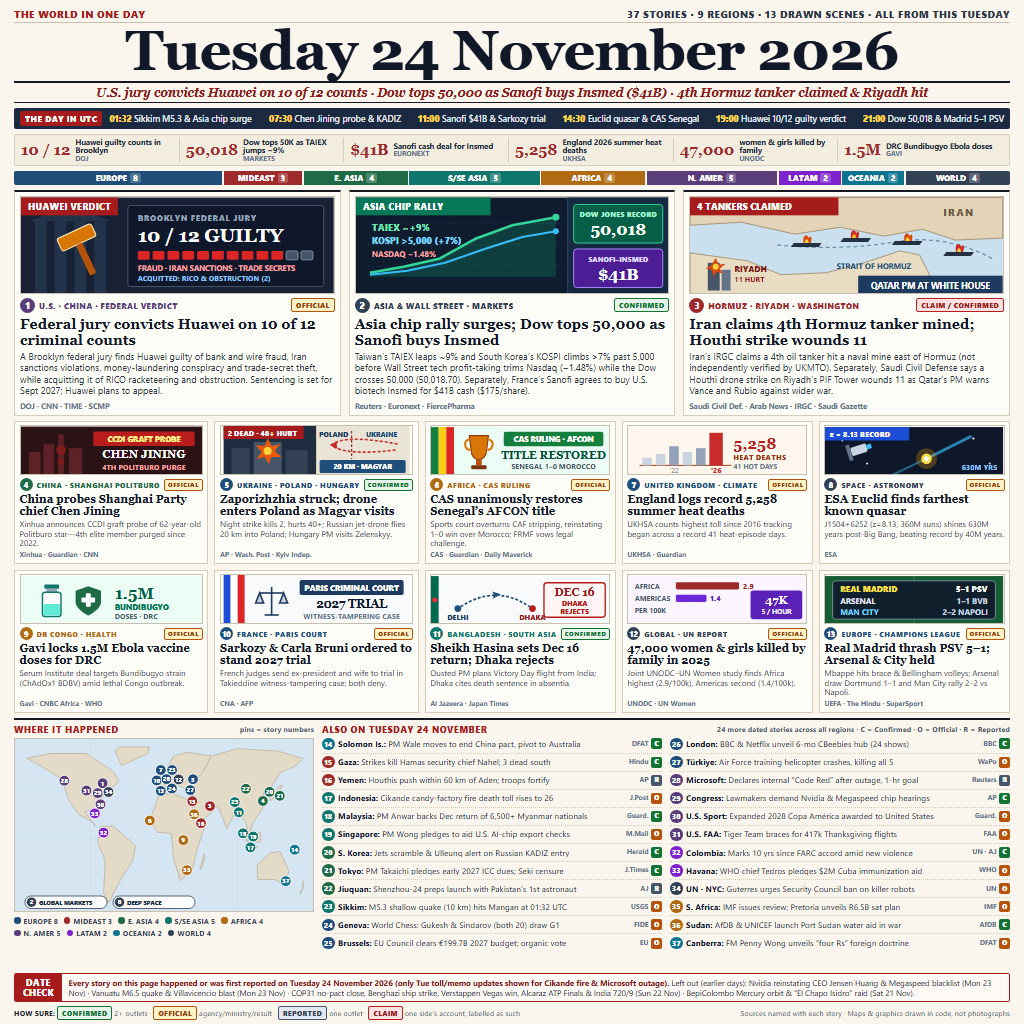 THE WORLD IN ONE DAY
37 STORIES · 9 REGIONS · 13 DRAWN SCENES · ALL FROM THIS TUESDAY
Tuesday 24 November 2026
U.S. jury convicts Huawei on 10 of 12 counts · Dow tops 50,000 as Sanofi buys Insmed ($41B) · 4th Hormuz tanker claimed & Riyadh hit
THE DAY IN UTC 01:32 Sikkim M5.3 & Asia chip surge 07:30 Chen Jining probe & KADIZ 11:00 Sanofi $41B & Sarkozy trial 14:30 Euclid quasar & CAS Senegal 19:00 Huawei 10/12 guilty verdict 21:00 Dow 50,018 & Madrid 5–1 PSV
10 / 12 Huawei guilty counts in Brooklyn DOJ
50,018 Dow tops 50K as TAIEX jumps ~9% MARKETS
$41B Sanofi cash deal for Insmed EURONEXT
5,258 England 2026 summer heat deaths UKHSA
47,000 women & girls killed by family UNODC
1.5M DRC Bundibugyo Ebola doses GAVI
EUROPE 8 MIDEAST 3 E. ASIA 4 S/SE ASIA 5 AFRICA 4 N. AMER 5 LATAM 2 OCEANIA 2 WORLD 4
HUAWEI VERDICT
BROOKLYN FEDERAL JURY
10 / 12 GUILTY
FRAUD · IRAN SANCTIONS · TRADE SECRETS
ACQUITTED: RICO & OBSTRUCTION (2)
1 U.S. · CHINA · FEDERAL VERDICT OFFICIAL
Federal jury convicts Huawei on 10 of 12
criminal counts
A Brooklyn federal jury finds Huawei guilty of bank and wire fraud, Iran
sanctions violations, money-laundering conspiracy and trade-secret theft,
while acquitting it of RICO racketeering and obstruction. Sentencing is set for
Sept 2027; Huawei plans to appeal.
DOJ · CNN · TIME · SCMP
ASIA CHIP RALLY
TAIEX ~+9%
KOSPI >5,000 (+7%)
NASDAQ −1.48%
DOW JONES RECORD
50,018
SANOFI–INSMED
$41B
2 ASIA & WALL STREET · MARKETS CONFIRMED
Asia chip rally surges; Dow tops 50,000 as
Sanofi buys Insmed
Taiwan's TAIEX leaps ~9% and South Korea's KOSPI climbs >7% past 5,000
before Wall Street tech profit-taking trims Nasdaq (−1.48%) while the Dow
crosses 50,000 (50,018.70). Separately, France's Sanofi agrees to buy U.S.
biotech Insmed for $41B cash ($175/share).
Reuters · Euronext · FiercePharma
4 TANKERS CLAIMED
IRAN
RIYADH
11 HURT
STRAIT OF HORMUZ
QATAR PM AT WHITE HOUSE
3 HORMUZ · RIYADH · WASHINGTON CLAIM / CONFIRMED
Iran claims 4th Hormuz tanker mined;
Houthi strike wounds 11
Iran's IRGC claims a 4th oil tanker hit a naval mine east of Hormuz (not
independently verified by UKMTO). Separately, Saudi Civil Defense says a
Houthi drone strike on Riyadh's PIF Tower wounds 11 as Qatar's PM warns
Vance and Rubio against wider war.
Saudi Civil Def. · Arab News · IRGC · Saudi Gazette
CCDI GRAFT PROBE
CHEN JINING
4TH POLITBURO PURGE
4 CHINA · SHANGHAI POLITBURO OFFICIAL
China probes Shanghai Party
chief Chen Jining
Xinhua announces CCDI graft probe of 62-year-old
Politburo star—4th elite member purged since
2022.
Xinhua · Guardian · CNN
2 DEAD · 40+ HURT
POLAND UKRAINE
20 KM · MAGYAR
5 UKRAINE · POLAND · HUNGARY CONFIRMED
Zaporizhzhia struck; drone
enters Poland as Magyar visits
Night strike kills 2, hurts 40+; Russian jet-drone flies
20 km into Poland; Hungary PM visits Zelenskyy.
AP · Wash. Post · Kyiv Indep.
CAS RULING · AFCON
TITLE RESTORED
SENEGAL 1–0 MOROCCO
6 AFRICA · CAS RULING OFFICIAL
CAS unanimously restores
Senegal's AFCON title
Sports court overturns CAF stripping, reinstating
1–0 win over Morocco; FRMF vows legal
challenge.
CAS · Guardian · Daily Maverick
'22 '26
5,258
HEAT DEATHS
41 HOT DAYS
7 UNITED KINGDOM · CLIMATE OFFICIAL
England logs record 5,258
summer heat deaths
UKHSA counts highest toll since 2016 tracking
began across a record 41 heat-episode days.
UKHSA · Guardian
z = 8.13 RECORD
630M YRS
8 SPACE · ASTRONOMY OFFICIAL
ESA Euclid finds farthest
known quasar
J1504+6252 (z=8.13, 360M suns) shines 630M
years post-Big Bang, beating record by 40M years.
ESA
1.5M
BUNDIBUGYO
DOSES · DRC
9 DR CONGO · HEALTH OFFICIAL
Gavi locks 1.5M Ebola vaccine
doses for DRC
Serum Institute deal targets Bundibugyo strain
(ChAdOx1 BDBV) amid lethal Congo outbreak.
Gavi · CNBC Africa · WHO
PARIS CRIMINAL COURT
2027 TRIAL
WITNESS-TAMPERING CASE
10 FRANCE · PARIS COURT OFFICIAL
Sarkozy & Carla Bruni ordered to
stand 2027 trial
French judges send ex-president and wife to trial in
Takieddine witness-tampering case; both deny.
CNA · AFP
DELHI DHAKA
DEC 16
DHAKA
REJECTS
11 BANGLADESH · SOUTH ASIA CONFIRMED
Sheikh Hasina sets Dec 16
return; Dhaka rejects
Ousted PM plans Victory Day flight from India;
Dhaka cites death sentence in absentia.
Al Jazeera · Japan Times
AFRICA 2.9
AMERICAS 1.4
PER 100K
47K
5 / HOUR
12 GLOBAL · UN REPORT OFFICIAL
47,000 women & girls killed by
family in 2025
Joint UNODC–UN Women study finds Africa
highest (2.9/100k), Americas second (1.4/100k).
UNODC · UN Women
REAL MADRID 5–1 PSV
ARSENAL 1–1 BVB
MAN CITY 2–2 NAPOLI
13 EUROPE · CHAMPIONS LEAGUE OFFICIAL
Real Madrid thrash PSV 5–1;
Arsenal & City held
Mbappé hits brace & Bellingham volleys; Arsenal
draw Dortmund 1–1 and Man City rally 2–2 vs
Napoli.
UEFA · The Hindu · SuperSport
WHERE IT HAPPENED
pins = story numbers
2 GLOBAL MARKETS 8 DEEP SPACE
EUROPE 8 MIDEAST 3 E. ASIA 4 S/SE ASIA 5 AFRICA 4
N. AMER 5 LATAM 2 OCEANIA 2 WORLD 4
ALSO ON TUESDAY 24 NOVEMBER
24 more dated stories across all regions · C = Confirmed · O = Official · R = Reported
14 Solomon Is.: PM Wale moves to end China pact, pivot to Australia DFAT C
15 Gaza: Strikes kill Hamas security chief Nahel; 3 dead south Hindu C
16 Yemen: Houthis push within 60 km of Aden; troops fortify AP R
17 Indonesia: Cikande candy-factory fire death toll rises to 26 J.Post O
18 Malaysia: PM Anwar backs Dec return of 6,500+ Myanmar nationals Guard. C
19 Singapore: PM Wong pledges to aid U.S. AI-chip export checks M.Mail O
20 S. Korea: Jets scramble & Ulleung alert on Russian KADIZ entry Herald C
21 Tokyo: PM Takaichi pledges early 2027 ICC dues; Seki censure J.Times C
22 Jiuquan: Shenzhou-24 preps launch with Pakistan's 1st astronaut AJ R
23 Sikkim: M5.3 shallow quake (10 km) hits Mangan at 01:32 UTC USGS O
24 Geneva: World Chess: Gukesh & Sindarov (both 20) draw G1 FIDE O
25 Brussels: EU Council clears €199.7B 2027 budget; organic vote EU O
26 London: BBC & Netflix unveil 6-mo CBeebies hub (24 shows) BBC C
27 Türkiye: Air Force training helicopter crashes, killing all 5 WaPo O
28 Microsoft: Declares internal "Code Red" after outage, 1-hr goal Reuters R
29 Congress: Lawmakers demand Nvidia & Megaspeed chip hearings AP C
30 U.S. Sport: Expanded 2028 Copa América awarded to United States Guard. O
31 U.S. FAA: Tiger Team braces for 417k Thanksgiving flights FAA O
32 Colombia: Marks 10 yrs since FARC accord amid new violence UN · AJ C
33 Havana: WHO chief Tedros pledges $2M Cuba immunization aid WHO O
34 UN · NYC: Guterres urges Security Council ban on killer robots UN O
35 S. Africa: IMF issues review; Pretoria unveils R6.5B sat plan IMF O
36 Sudan: AfDB & UNICEF launch Port Sudan water aid in war AfDB C
37 Canberra: FM Penny Wong unveils "four Rs" foreign doctrine DFAT O
DATE CHECK
Every story on this page happened or was first reported on Tuesday 24 November 2026 (only Tue toll/memo updates shown for Cikande fire & Microsoft outage). Left out (earlier days): Nvidia reinstating CEO Jensen Huang & Megaspeed blacklist (Mon 23
Nov) · Vanuatu M6.5 quake & Villavicencio blast (Mon 23 Nov) · COP31 no-pact close, Benghazi ship strike, Verstappen Vegas win, Alcaraz ATP Finals & India 720/9 (Sun 22 Nov) · BepiColombo Mercury orbit & "El Chapo Isidro" raid (Sat 21 Nov).
HOW SURE: CONFIRMED 2+ outlets OFFICIAL agency/ministry/result REPORTED one outlet CLAIM one side's account, labelled as such
Sources named with each story · Maps & graphics drawn in code, not photographs